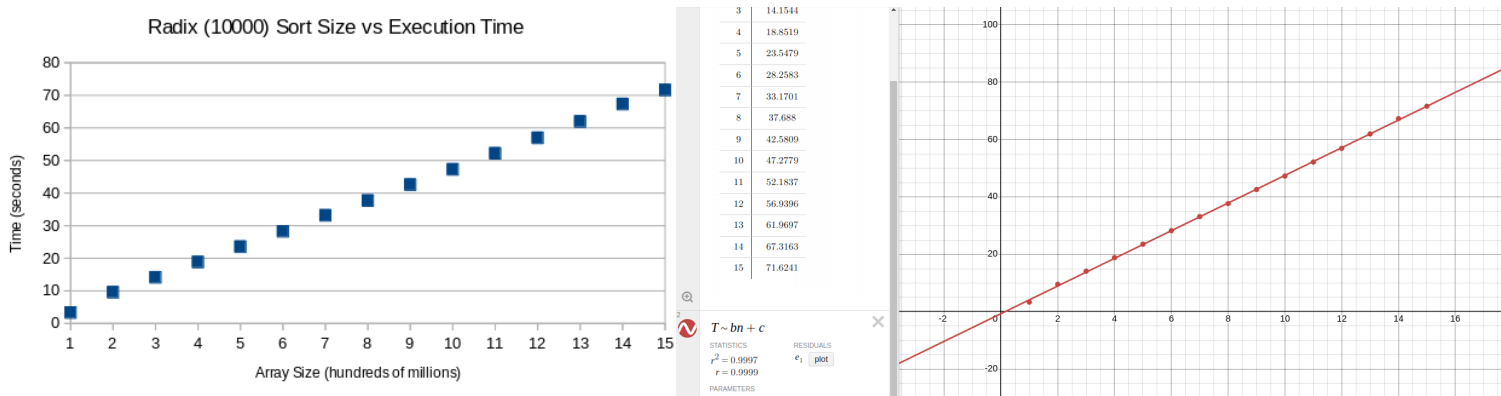 Radix (10000) Sort Size vs Execution Time
80
70
60
50
40
30
20
10
0
Time (seconds)
1 2 3 4 5 6 7 8 9 10 11 12 13 14 15
Array Size (hundreds of millions)
3 14.1544
4 18.8519
5 23.5479
6 28.2583
7 33.1701
8 37.688
9 42.5809
10 47.2779
11 52.1837
12 56.9396
13 61.9697
14 67.3163
15 71.6241
2
T ~ bn + c
STATISTICS RESIDUALS
r² = 0.9997 e₁ plot
r = 0.9999
PARAMETERS
100
80
60
40
20
-2 0 2 4 6 8 10 12 14 16
-20